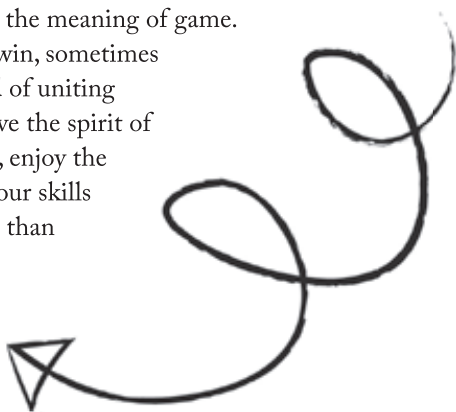 the meaning of game.
win, sometimes
of uniting
ve the spirit of
, enjoy the
our skills
than